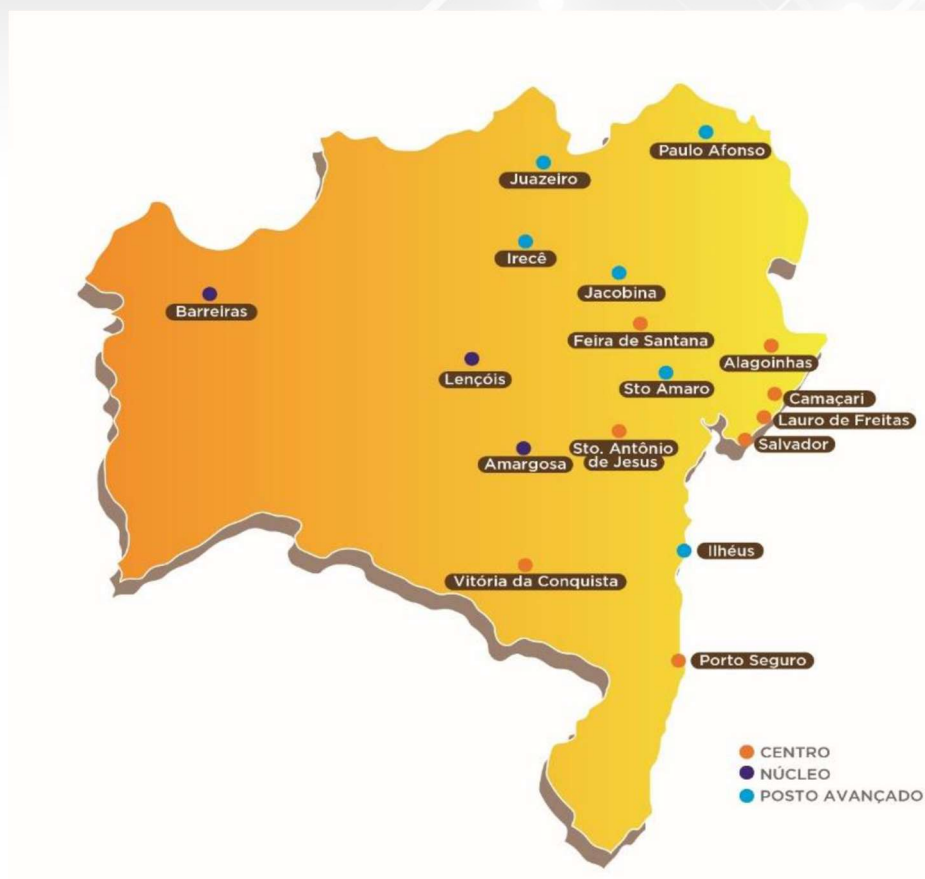 Paulo Afonso
Juazeiro
Irecê
Jacobina
Barreiras
Feira de Santana
Alagoinhas
Lençóis
Sto Amaro
Camaçari
Lauro de Freitas
Salvador
Sto. Antônio
de Jesus
Amargosa
Ilhéus
Vitória da Conquista
Porto Seguro
CENTRO
NÚCLEO
POSTO AVANÇADO